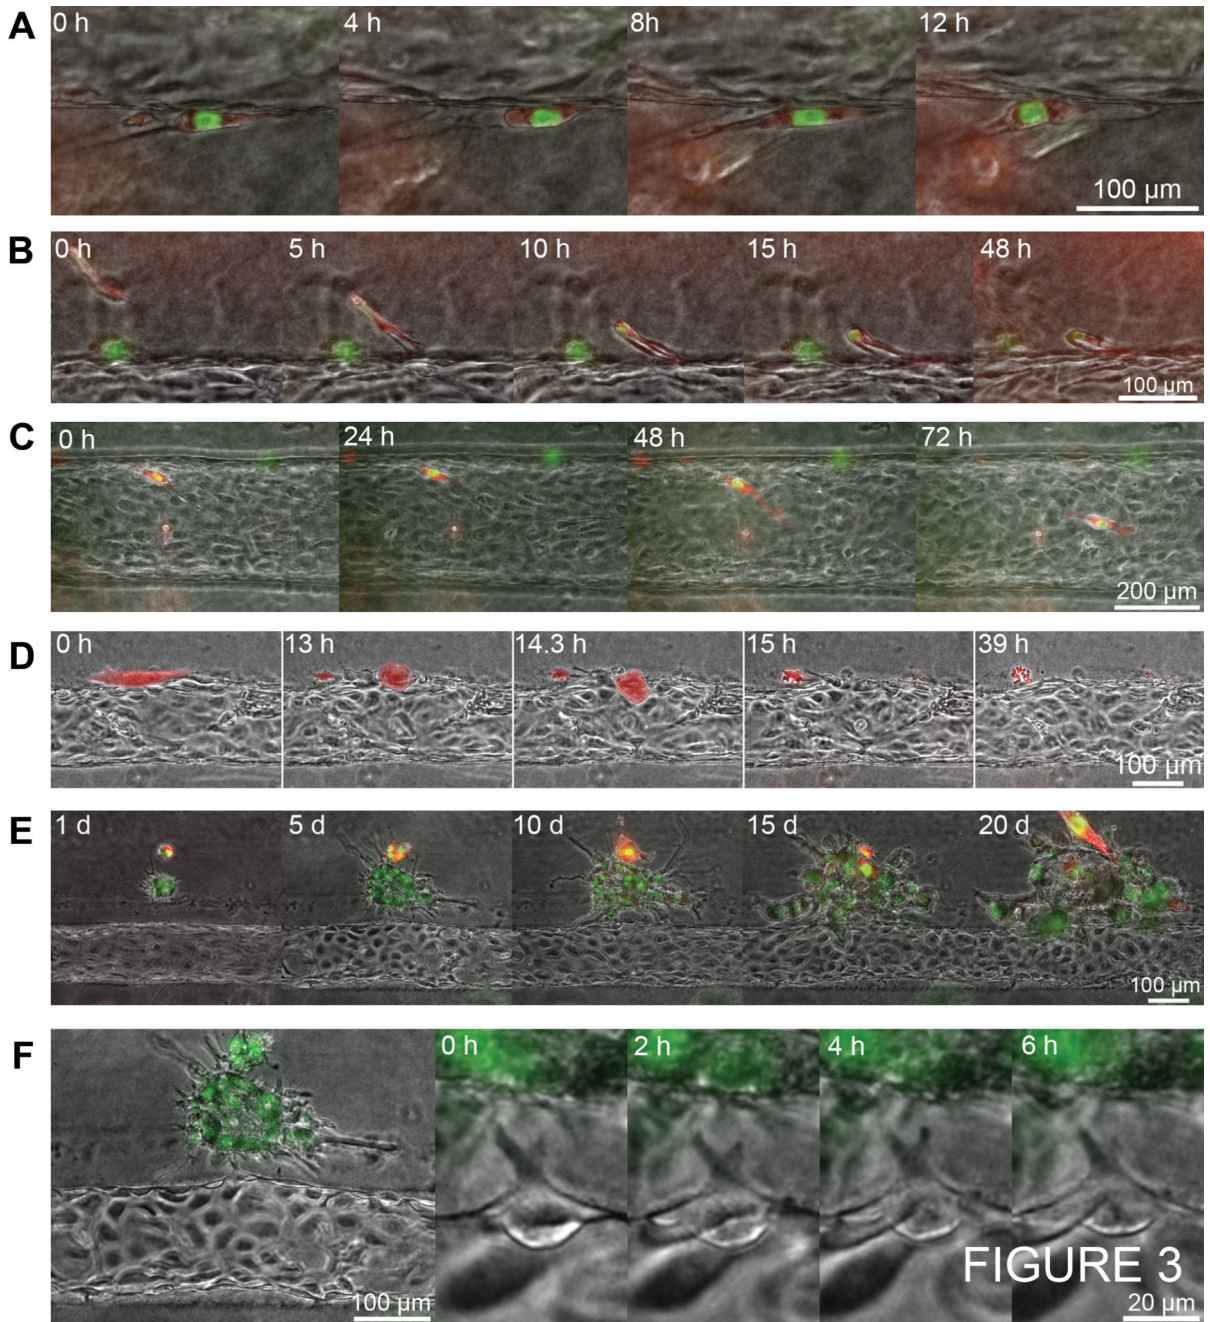 A
0 h
4 h
8h
12 h
100 µm
B
0 h
5 h
10 h
15 h
48 h
100 µm
C
0 h
24 h
48 h
72 h
200 µm
D
0 h
13 h
14.3 h
15 h
39 h
100 µm
E
1 d
5 d
10 d
15 d
20 d
100 µm
F
0 h
2 h
4 h
6 h
100 µm
FIGURE 3
20 µm